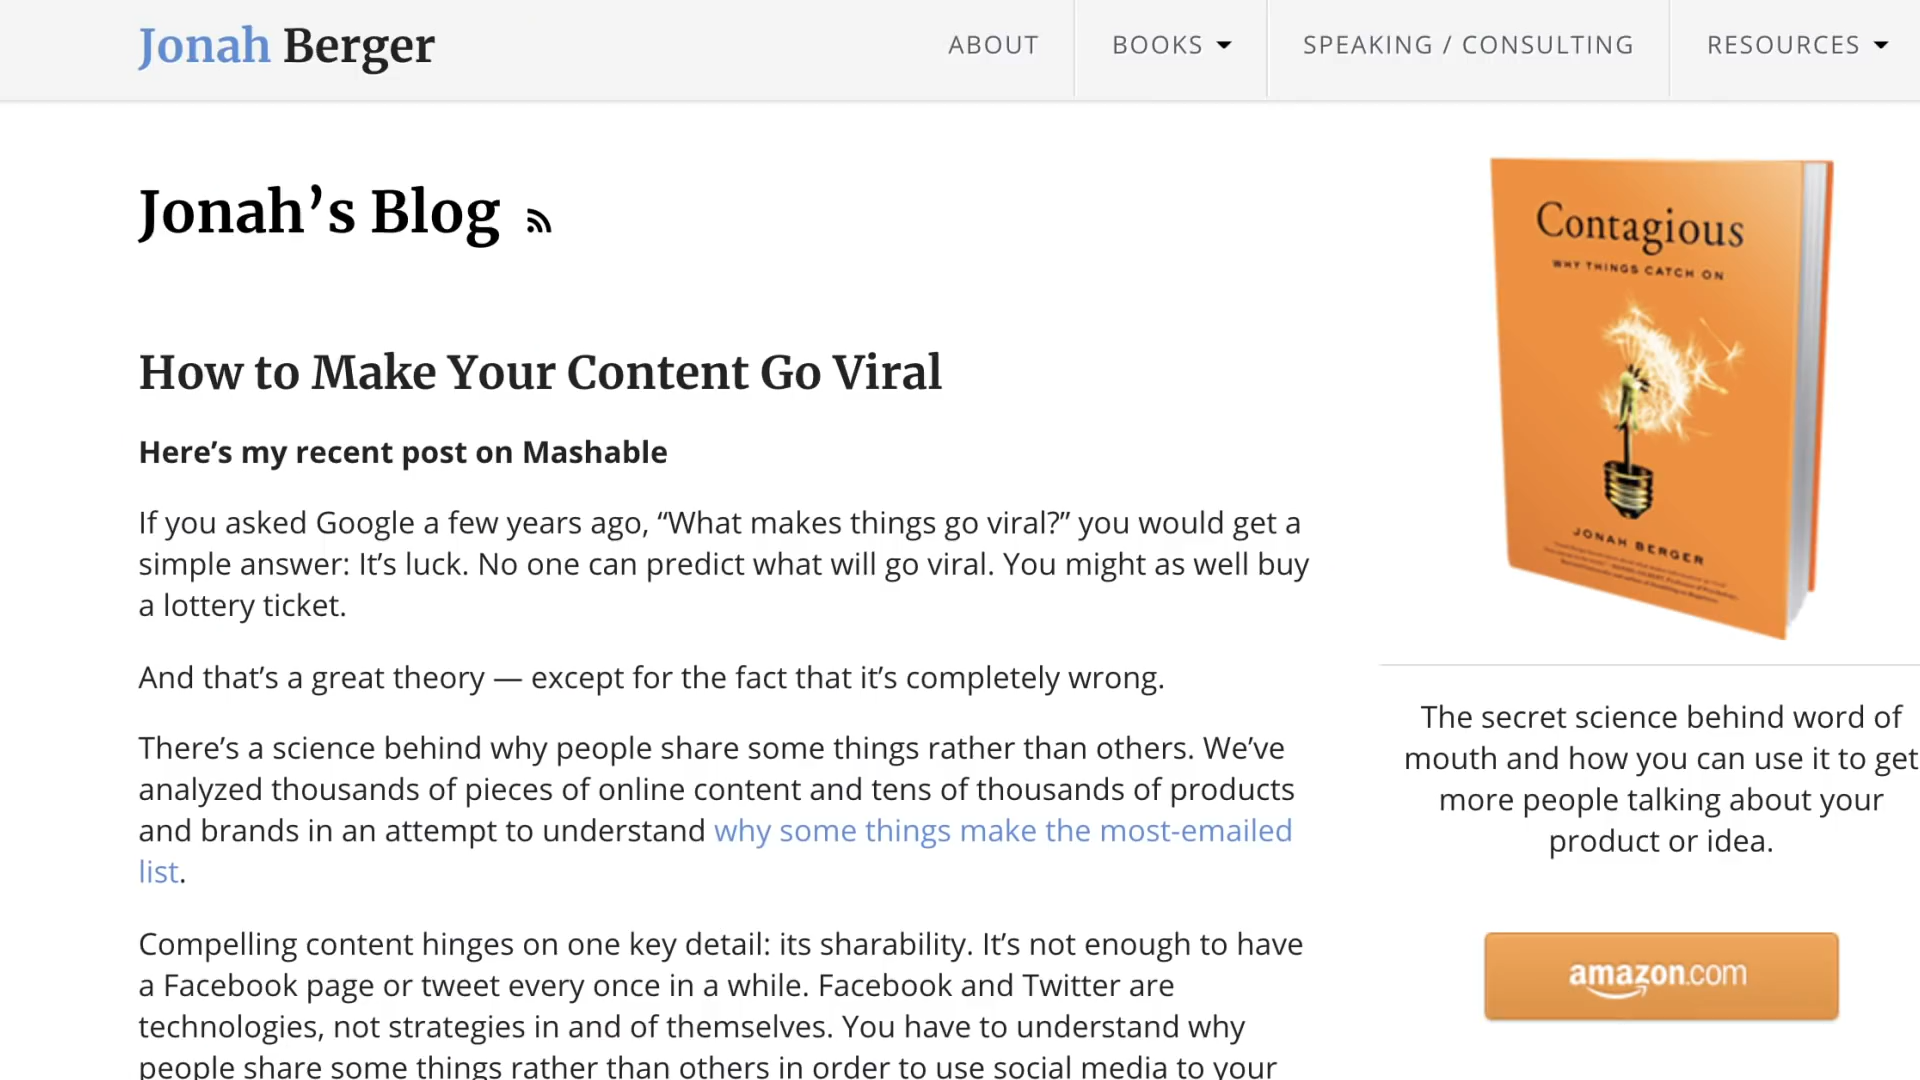 Jonah Berger
ABOUT
BOOKS
SPEAKING / CONSULTING
RESOURCES
Jonah’s Blog
How to Make Your Content Go Viral
Here’s my recent post on Mashable
If you asked Google a few years ago, “What makes things go viral?” you would get a
simple answer: It’s luck. No one can predict what will go viral. You might as well buy
a lottery ticket.
And that’s a great theory — except for the fact that it’s completely wrong.
There’s a science behind why people share some things rather than others. We’ve
analyzed thousands of pieces of online content and tens of thousands of products
and brands in an attempt to understand why some things make the most-emailed
list.
Compelling content hinges on one key detail: its sharability. It’s not enough to have
a Facebook page or tweet every once in a while. Facebook and Twitter are
technologies, not strategies in and of themselves. You have to understand why
people share some things rather than others in order to use social media to your
Contagious
WHY THINGS CATCH ON
JONAH BERGER
The secret science behind word of
mouth and how you can use it to get
more people talking about your
product or idea.
amazon.com